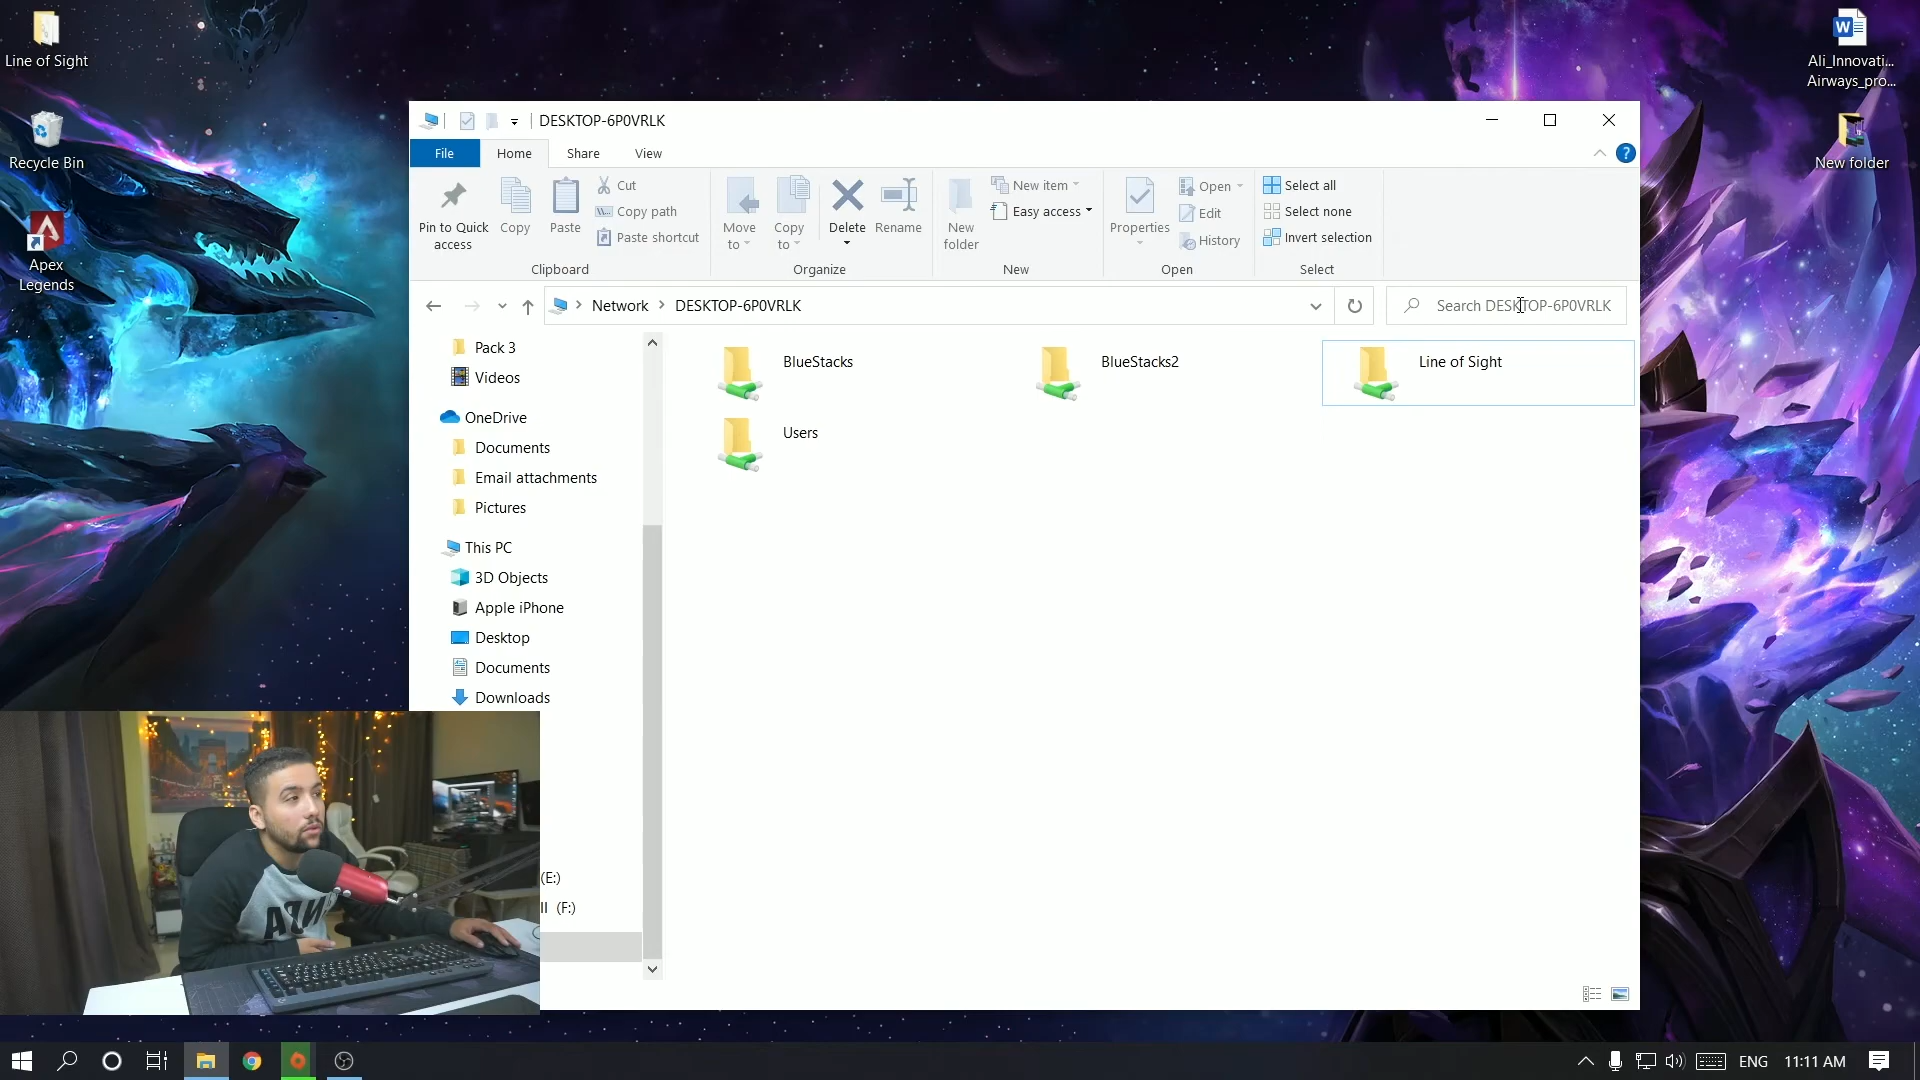 Line of Sight
Recycle Bin
Apex
Legends
Ali_Innovati...
Airways_pro...
New folder
DESKTOP-6P0VRLK
File
Home
Share
View
Pin to Quick
access
Copy
Paste
Cut
Copy path
Paste shortcut
Clipboard
Move
to
Copy
to
Delete
Rename
Organize
New
folder
New item
Easy access
New
Properties
Open
Edit
History
Open
Select all
Select none
Invert selection
Select
Network
DESKTOP-6P0VRLK
Search DESKTOP-6P0VRLK
Pack 3
Videos
OneDrive
Documents
Email attachments
Pictures
This PC
3D Objects
Apple iPhone
Desktop
Documents
Downloads
(E:)
(F:)
BlueStacks
BlueStacks2
Line of Sight
Users
ENG
11:11 AM